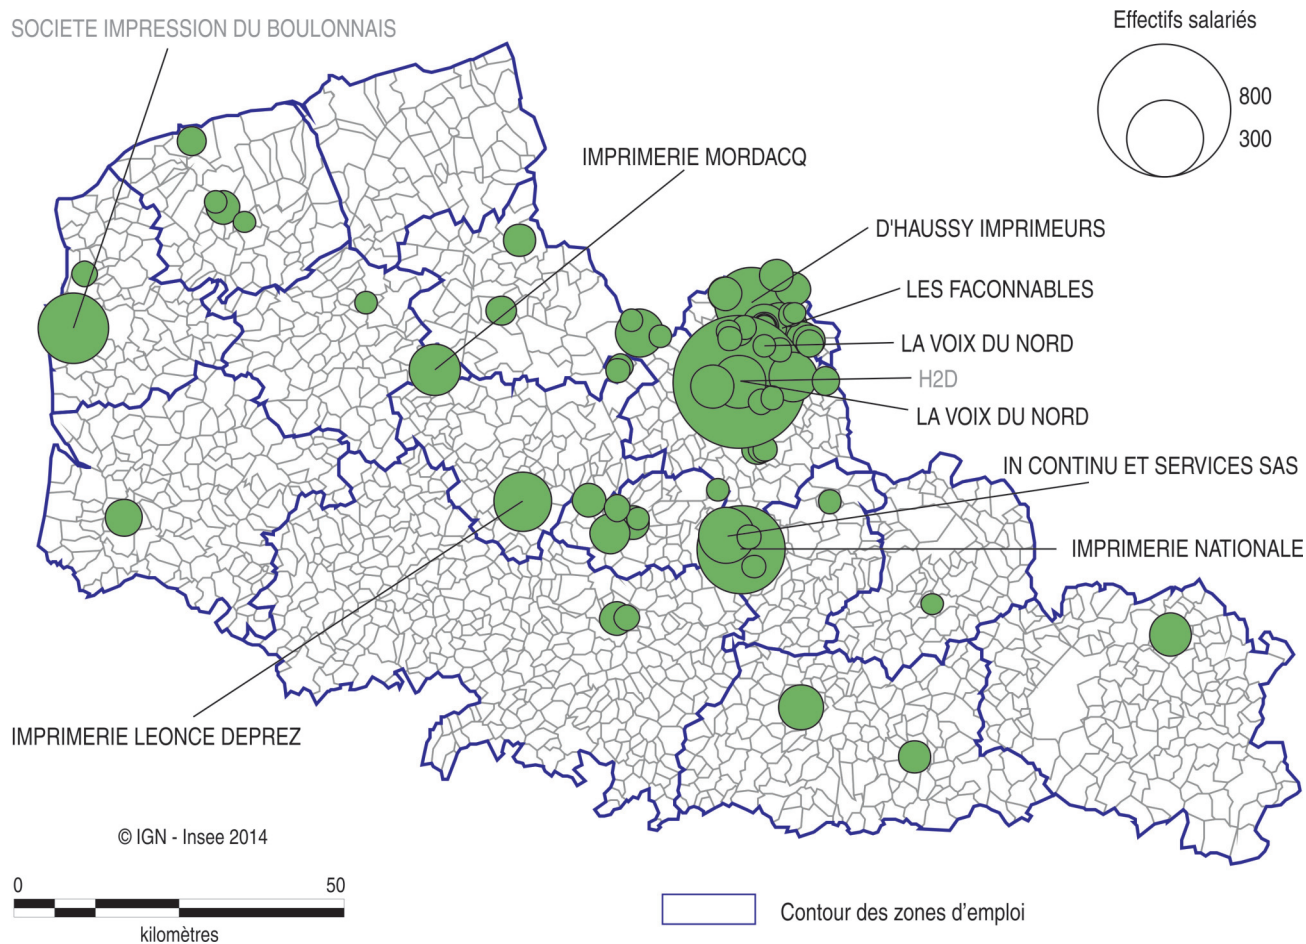 SOCIETE IMPRESSION DU BOULONNAIS
Effectifs salariés
800
300
IMPRIMERIE MORDACQ
D'HAUSSY IMPRIMEURS
LES FACONNABLES
LA VOIX DU NORD
H2D
LA VOIX DU NORD
IN CONTINU ET SERVICES SAS
IMPRIMERIE NATIONALE
IMPRIMERIE LEONCE DEPREZ
© IGN - Insee 2014
0 50
kilomètres
Contour des zones d'emploi